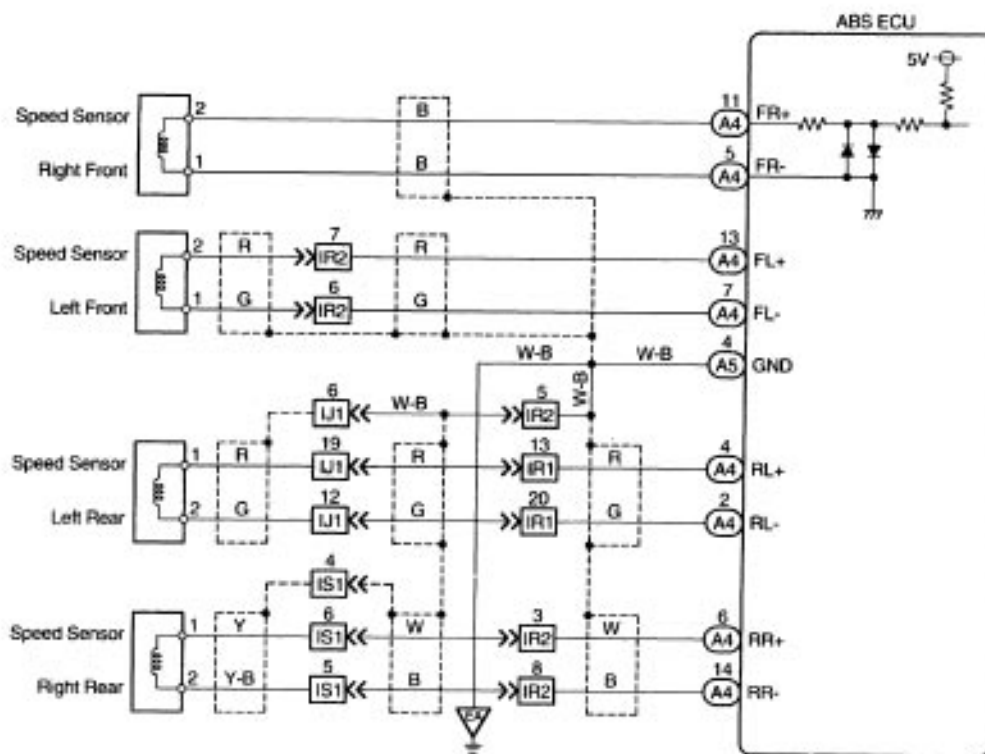 ABS ECU
5V
Speed Sensor 2 B 11 A4 FR+
Right Front 1 B 5 A4 FR-
Speed Sensor 2 R 7 IR2 R 13 A4 FL+
Left Front 1 G 6 IR2 G 7 A4 FL-
W-B W-B 4 A5 GND
W-B
6 IJ1 W-B 5 IR2
Speed Sensor 1 R 19 IJ1 R 13 IR1 R 4 A4 RL+
Left Rear 2 G 12 IJ1 G 20 IR1 G 2 A4 RL-
4 IS1
Speed Sensor 1 Y 6 IS1 W 3 IR2 W 6 A4 RR+
Right Rear 2 Y-B 5 IS1 B 8 IR2 B 14 A4 RR-